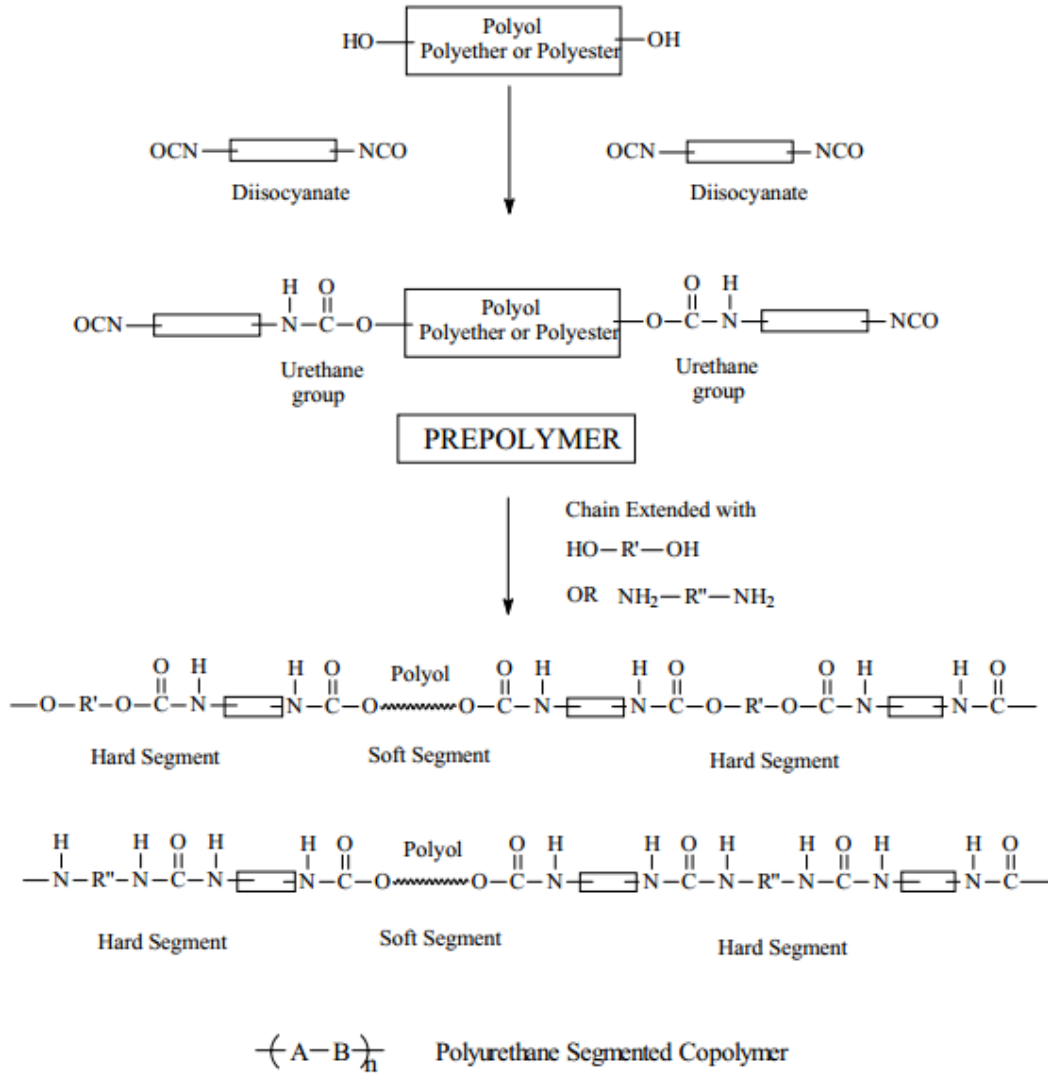 HO Polyol OH
Polyether or Polyester
OCN NCO OCN NCO
Diisocyanate Diisocyanate
H O O H
OCN N C O Polyol O C N NCO
Polyether or Polyester
Urethane Urethane
group group
PREPOLYMER
Chain Extended with
HO R' OH
OR NH2 R" NH2
O H H O Polyol O H H O O H H O
O R' O C N N C O O C N N C O R' O C N N C
Hard Segment Soft Segment Hard Segment
H H O H H O Polyol O H H O H H O H H O
N R" N C N N C O O C N N C N R" N C N N C
Hard Segment Soft Segment Hard Segment
(A B)n Polyurethane Segmented Copolymer